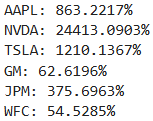 AAPL: 863.2217%
NVDA: 24413.0903%
TSLA: 1210.1367%
GM: 62.6196%
JPM: 375.6963%
WFC: 54.5285%